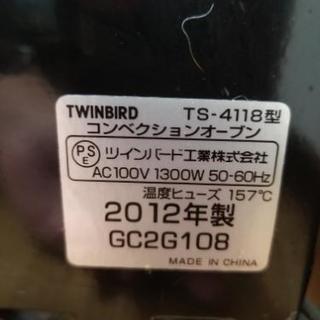 TWINBIRD TS-4118型
コンベクションオーブン
PSE ツインバード工業株式会社
AC100V 1300W 50-60Hz
温度ヒューズ 157℃
2012年製
GC2G108
MADE IN CHINA